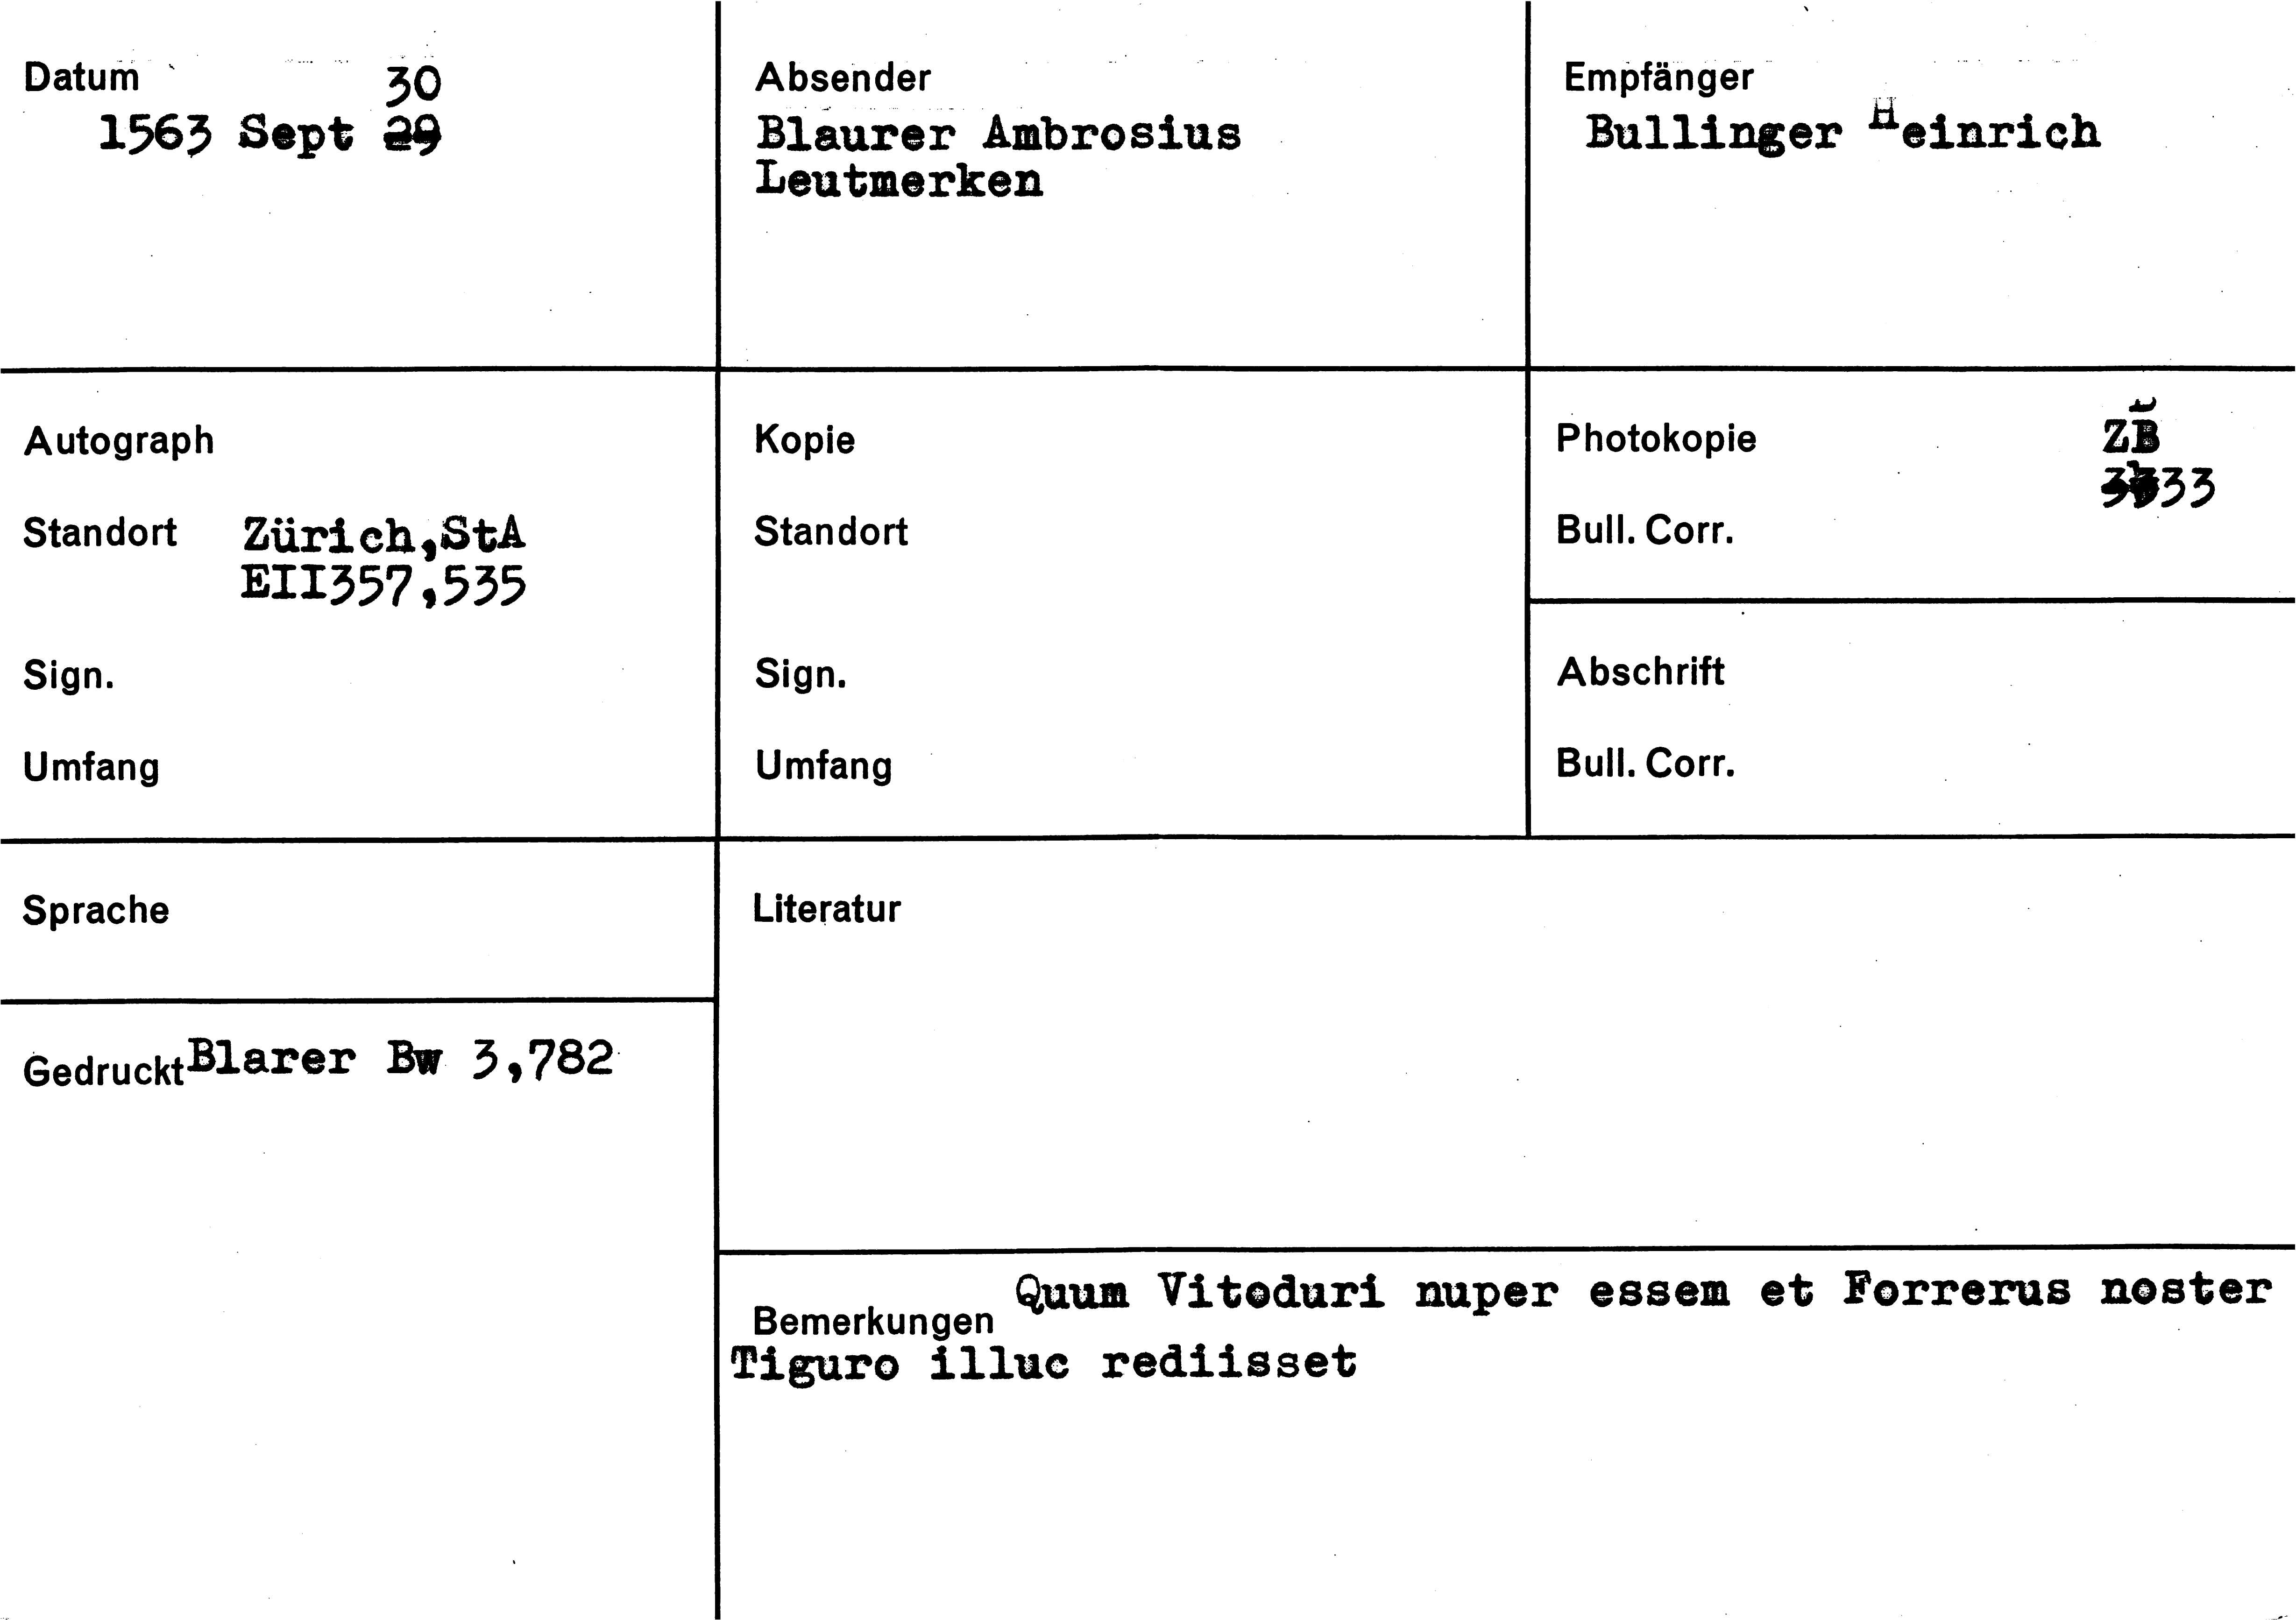 Datum 30
1563 Sept 29
Absender
Blaurer Ambrosius
Leutmerken
Empfänger
Bullinger Heinrich
Autograph
Standort Zürich,StA
EII357,535
Sign.
Umfang
Kopie
Standort
Sign.
Umfang
Photokopie ZB
33
Bull. Corr.
Abschrift
Bull. Corr.
Sprache
Gedruckt Blarer Bw 3,782
Literatur
Bemerkungen Quum Vitoduri nuper essem et Forrerus noster
Tiguro illuc rediisset